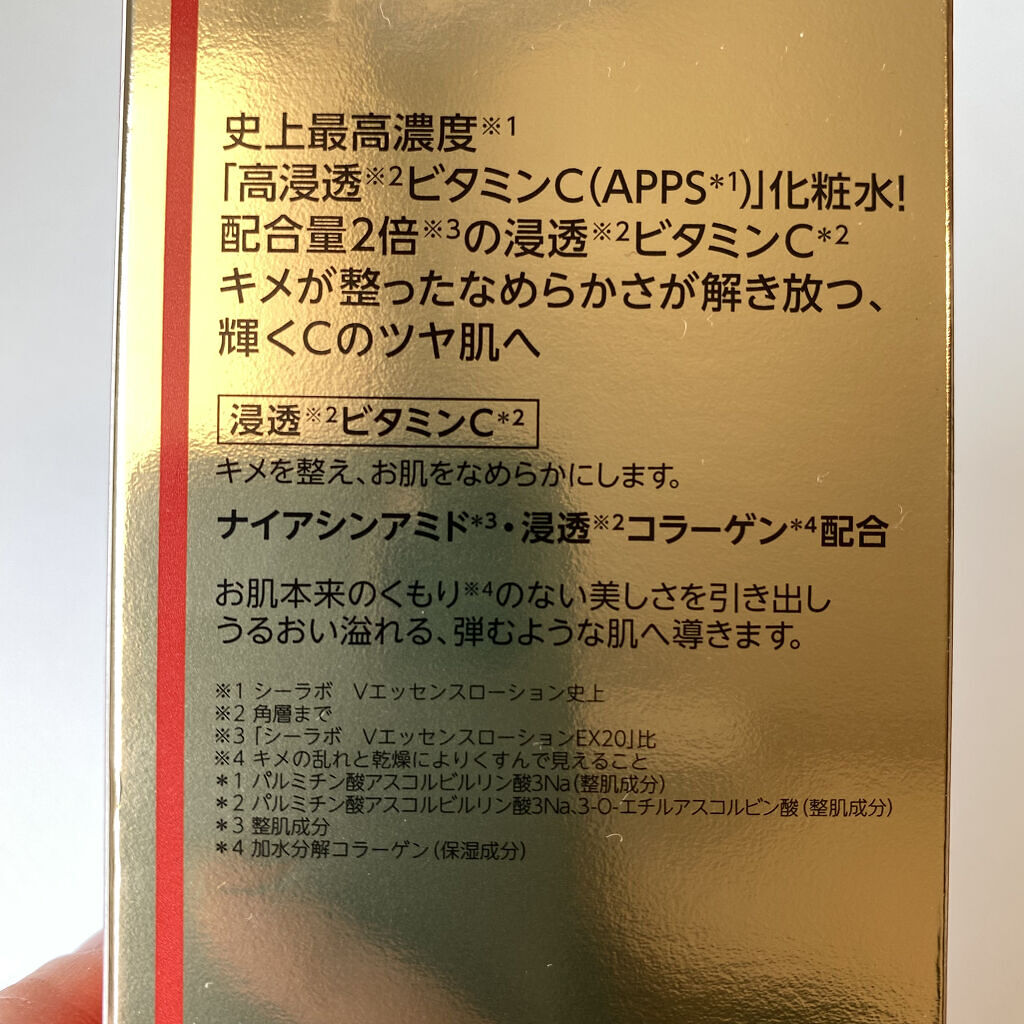 史上最高濃度※1
「高浸透※2ビタミンC(APPS*1)」化粧水!
配合量2倍※3の浸透※2ビタミンC*2
キメが整ったなめらかさが解き放つ、
輝くCのツヤ肌へ
浸透※2ビタミンC*2
キメを整え、お肌をなめらかにします。
ナイアシンアミド*3・浸透※2コラーゲン*4配合
お肌本来のくもり※4のない美しさを引き出し
うるおい溢れる、弾むような肌へ導きます。
※1 シーラボ　Vエッセンスローション史上
※2 角層まで
※3「シーラボ　VエッセンスローションEX20」比
※4 キメの乱れと乾燥によりくすんで見えること
*1 パルミチン酸アスコルビルリン酸3Na(整肌成分)
*2 パルミチン酸アスコルビルリン酸3Na、3-O-エチルアスコルビン酸(整肌成分)
*3 整肌成分
*4 加水分解コラーゲン(保湿成分)